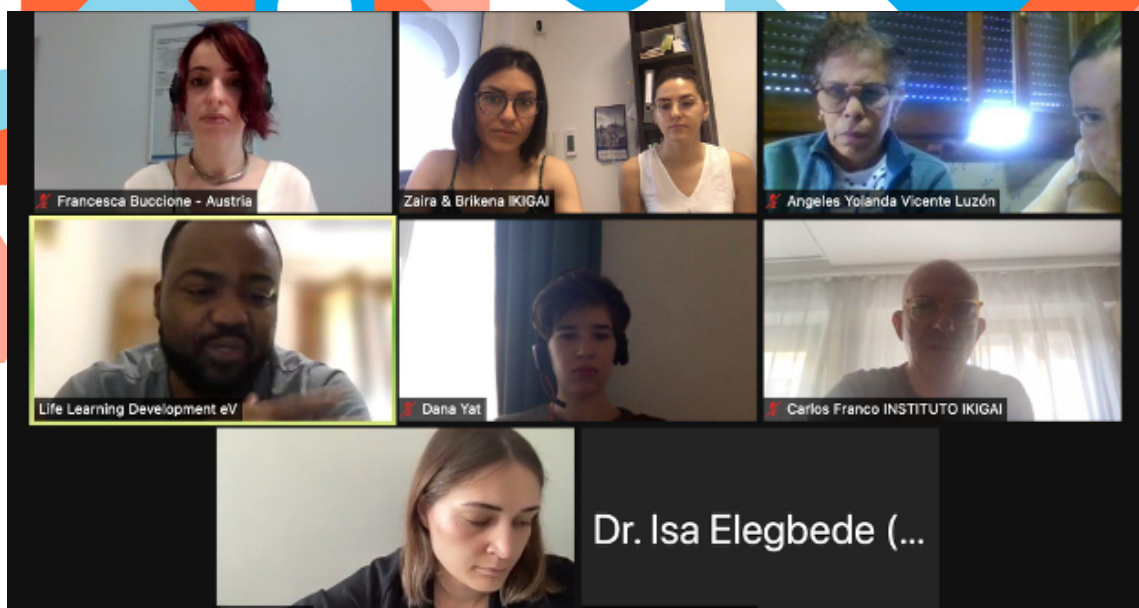 Francesca Buccione - Austria
Zaira & Brikena IKIGAI
Angeles Yolanda Vicente Luzón
Life Learning Development eV
Dana Yat
Carlos Franco INSTITUTO IKIGAI
Dr. Isa Elegbede (...